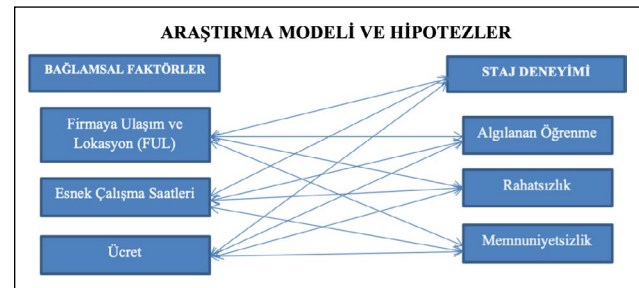 ARAŞTIRMA MODELİ VE HİPOTEZLER
BAĞLAMSAL FAKTÖRLER
Firmaya Ulaşım ve
Lokasyon (FUL)
Esnek Çalışma Saatleri
Ücret
STAJ DENEYİMİ
Algılanan Öğrenme
Rahatsızlık
Memnuniyetsizlik